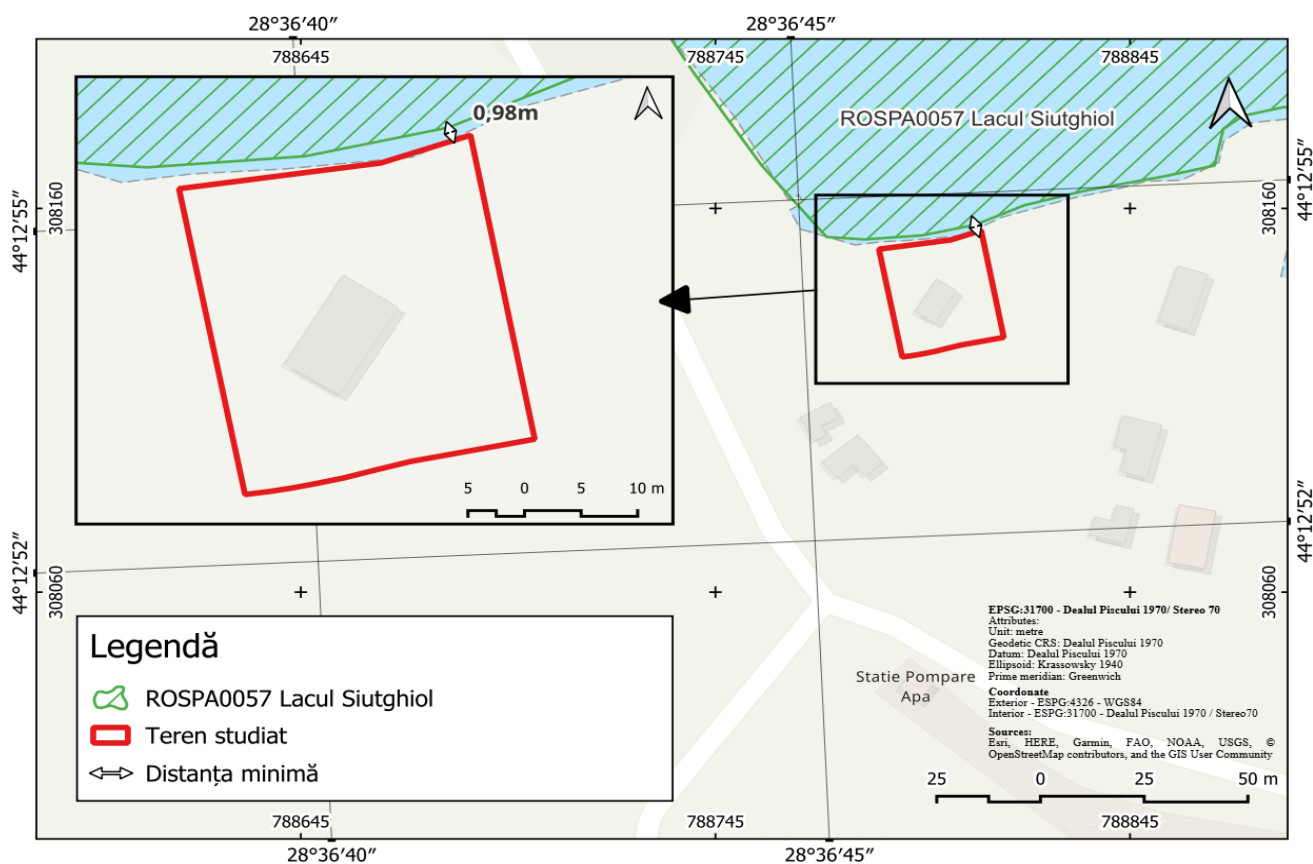 28°36′40″
28°36′45″
788645
788745
788845
0,98m
ROSPA0057 Lacul Siutghiol
44°12′55″
308160
308160
44°12′55″
5 0 5 10 m
44°12′52″
308060
308060
44°12′52″
Legendă
ROSPA0057 Lacul Siutghiol
Teren studiat
Distanța minimă
Statie Pompare
Apa
EPSG:31700 - Dealul Piscului 1970/ Stereo 70
Attributes:
Unit: metre
Geodetic CRS: Dealul Piscului 1970
Datum: Dealul Piscului 1970
Ellipsoid: Krassowsky 1940
Prime meridian: Greenwich
Coordonate
Exterior - ESPG:4326 - WGS84
Interior - ESPG:31700 - Dealul Piscului 1970 / Stereo70
Sources:
Esri, HERE, Garmin, FAO, NOAA, USGS, ©
OpenStreetMap contributors, and the GIS User Community
25 0 25 50 m
788645
788745
788845
28°36′40″
28°36′45″